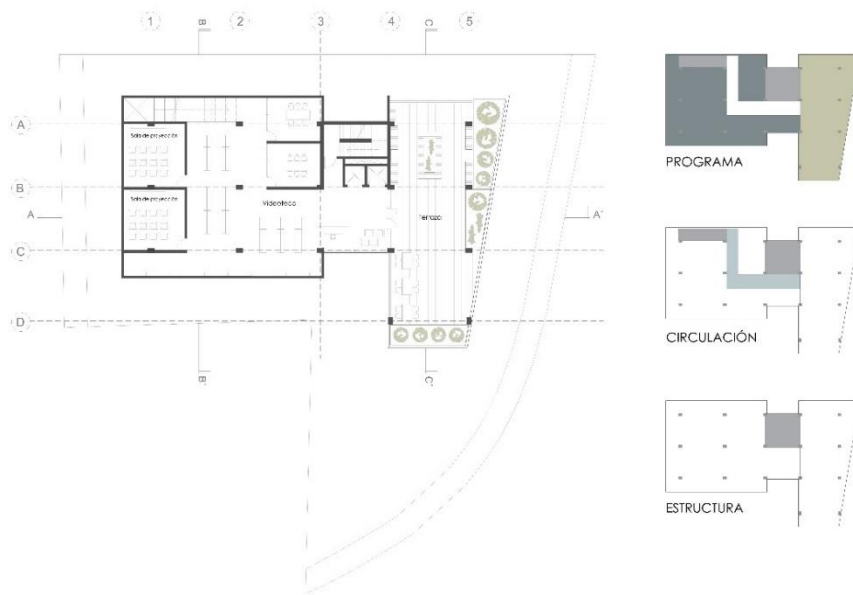 1 2 3 4 5
B C
A
Sala de proyección
B
Sala de proyección
Videoteca
Terraza
A A'
C
D
B' C'
PROGRAMA
CIRCULACIÓN
ESTRUCTURA